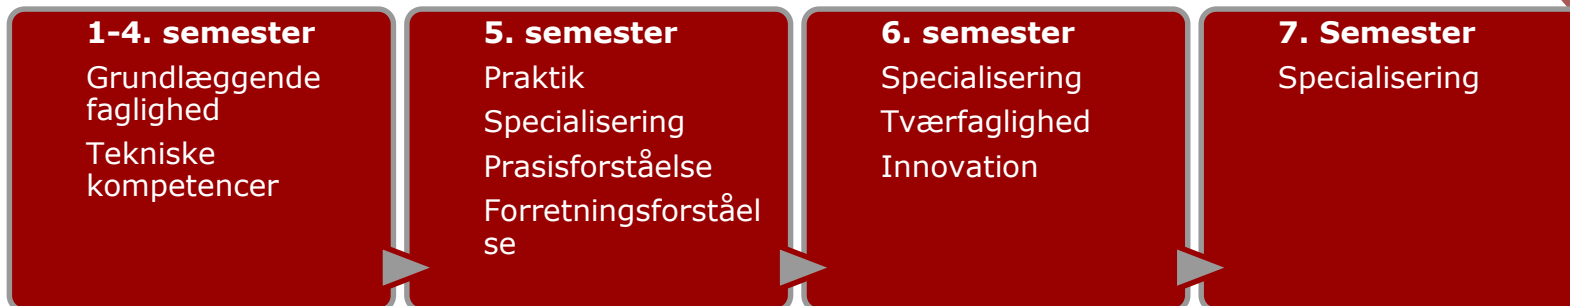 1-4. semester
Grundlæggende
faglighed
Tekniske
kompetencer
5. semester
Praktik
Specialisering
Prasisforståelse
Forretningsforståel
se
6. semester
Specialisering
Tværfaglighed
Innovation
7. Semester
Specialisering